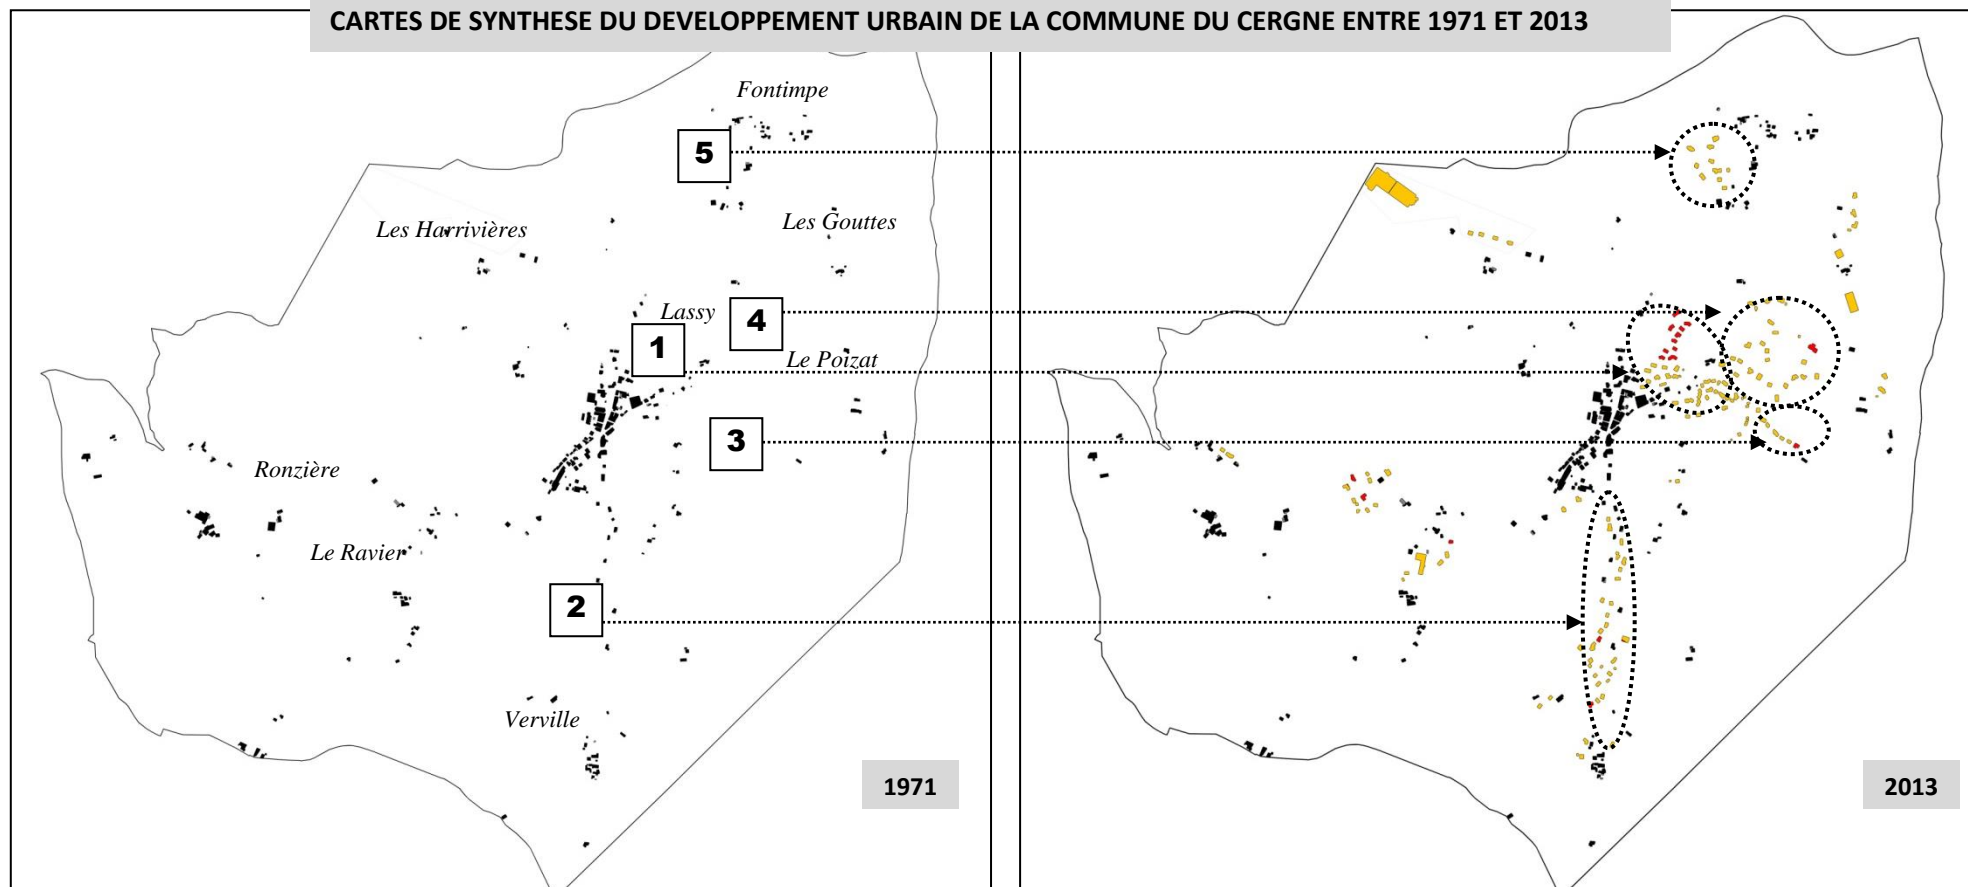 CARTES DE SYNTHESE DU DEVELOPPEMENT URBAIN DE LA COMMUNE DU CERGNE ENTRE 1971 ET 2013
Fontimpe
5
Les Gouttes
Les Harrivières
Lassy
4
1
Le Poizat
3
Ronzière
Le Ravier
2
Verville
1971
2013